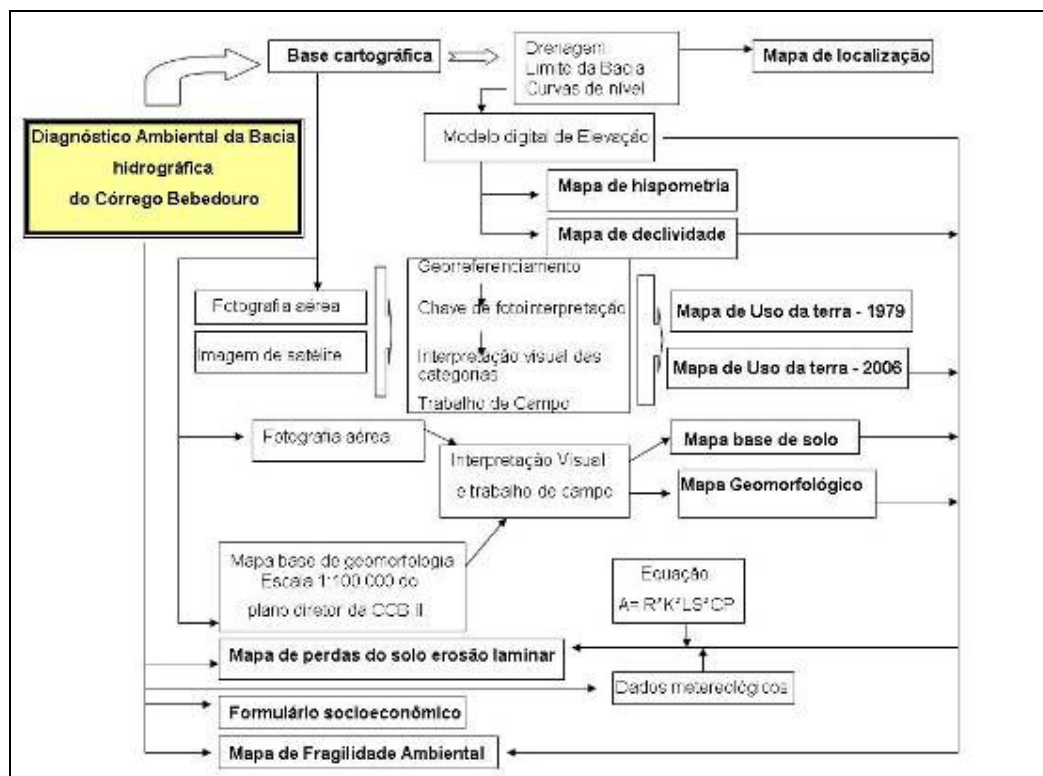 Base cartográfica
Drenagem
Limite da Bacia
Curvas de nível
Mapa de localização
Diagnóstico Ambiental da Bacia
hidrográfica
do Córrego Bebedouro
Modelo digital de Elevação
Mapa de hispometria
Mapa de declividade
Fotografia aérea
Imagem de satélite
Georreferenciamento
Chave de fotointerpretação
Interpretação visual das
categorias
Trabalho de Campo
Mapa de Uso da terra - 1979
Mapa de Uso da terra - 2006
Fotografia aérea
Interpretação Visual
e trabalho de campo
Mapa base de solo
Mapa Geomorfológico
Mapa base de geomorfologia
Escala 1:100.000 do
plano diretor da CCB II
Equação
A= R*K*LS*CP
Mapa de perdas do solo erosão laminar
Dados metereológicos
Formulário socioeconômico
Mapa de Fragilidade Ambiental